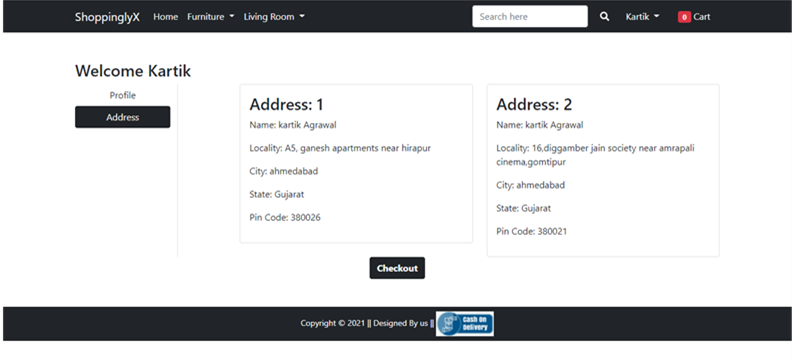 ShoppinglyX Home Furniture Living Room Search here Kartik 0 Cart
Welcome Kartik
Profile
Address
Address: 1
Name: kartik Agrawal
Locality: A5, ganesh apartments near hirapur
City: ahmedabad
State: Gujarat
Pin Code: 380026
Address: 2
Name: kartik Agrawal
Locality: 16,diggamber jain society near amrapali
cinema,gomtipur
City: ahmedabad
State: Gujarat
Pin Code: 380021
Checkout
Copyright © 2021 || Designed By us ||
Cash on
Delivery